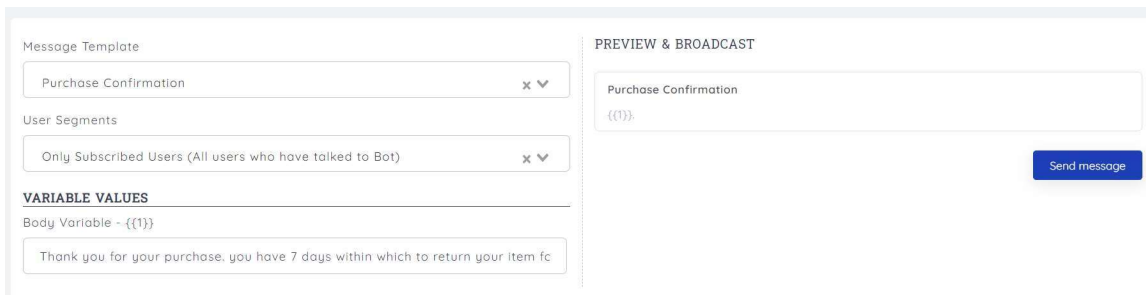 Message Template
Purchase Confirmation
User Segments
Only Subscribed Users (All users who have talked to Bot)
VARIABLE VALUES
Body Variable - {{1}}
Thank you for your purchase. you have 7 days within which to return your item fo
PREVIEW & BROADCAST
Purchase Confirmation
{{1}}.
Send message